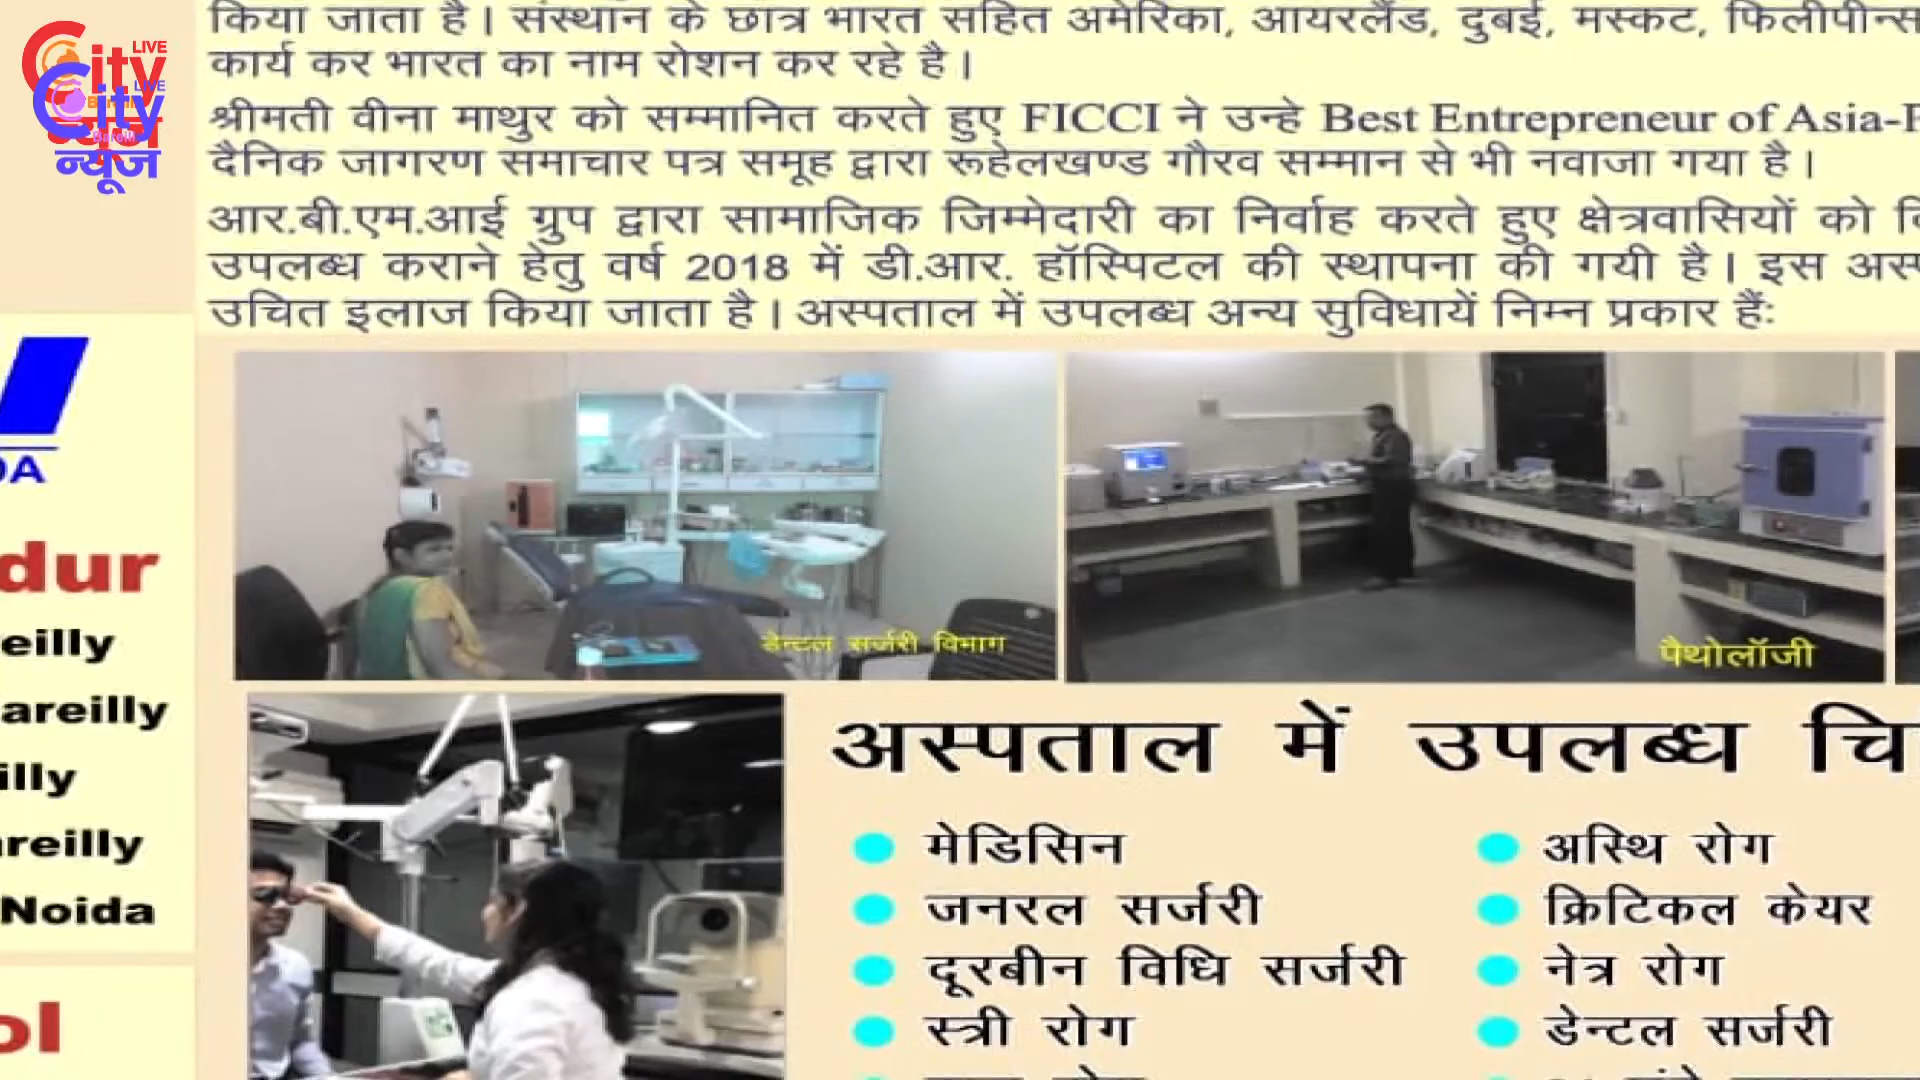 किया जाता है। संस्थान के छात्र भारत सहित अमेरिका, आयरलैंड, दुबई, मस्कट, फिलीपीन्स
कार्य कर भारत का नाम रोशन कर रहे है।
श्रीमती वीना माथुर को सम्मानित करते हुए FICCI ने उन्हे Best Entrepreneur of Asia-
दैनिक जागरण समाचार पत्र समूह द्वारा रूहेलखण्ड गौरव सम्मान से भी नवाजा गया है।
आर.बी.एम.आई ग्रुप द्वारा सामाजिक जिम्मेदारी का निर्वाह करते हुए क्षेत्रवासियों को
उपलब्ध कराने हेतु वर्ष 2018 में डी.आर. हॉस्पिटल की स्थापना की गयी है। इस
उचित इलाज किया जाता है। अस्पताल में उपलब्ध अन्य सुविधायें निम्न प्रकार हैं:
City LIVE
City LIVE
Bareilly
न्यूज
DA
dur
eilly
areilly
illy
areilly
Noida
ol
डेन्टल सर्जरी विभाग
पैथोलॉजी
अस्पताल में उपलब्ध चि
मेडिसिन
जनरल सर्जरी
दूरबीन विधि सर्जरी
स्त्री रोग
अस्थि रोग
क्रिटिकल केयर
नेत्र रोग
डेन्टल सर्जरी